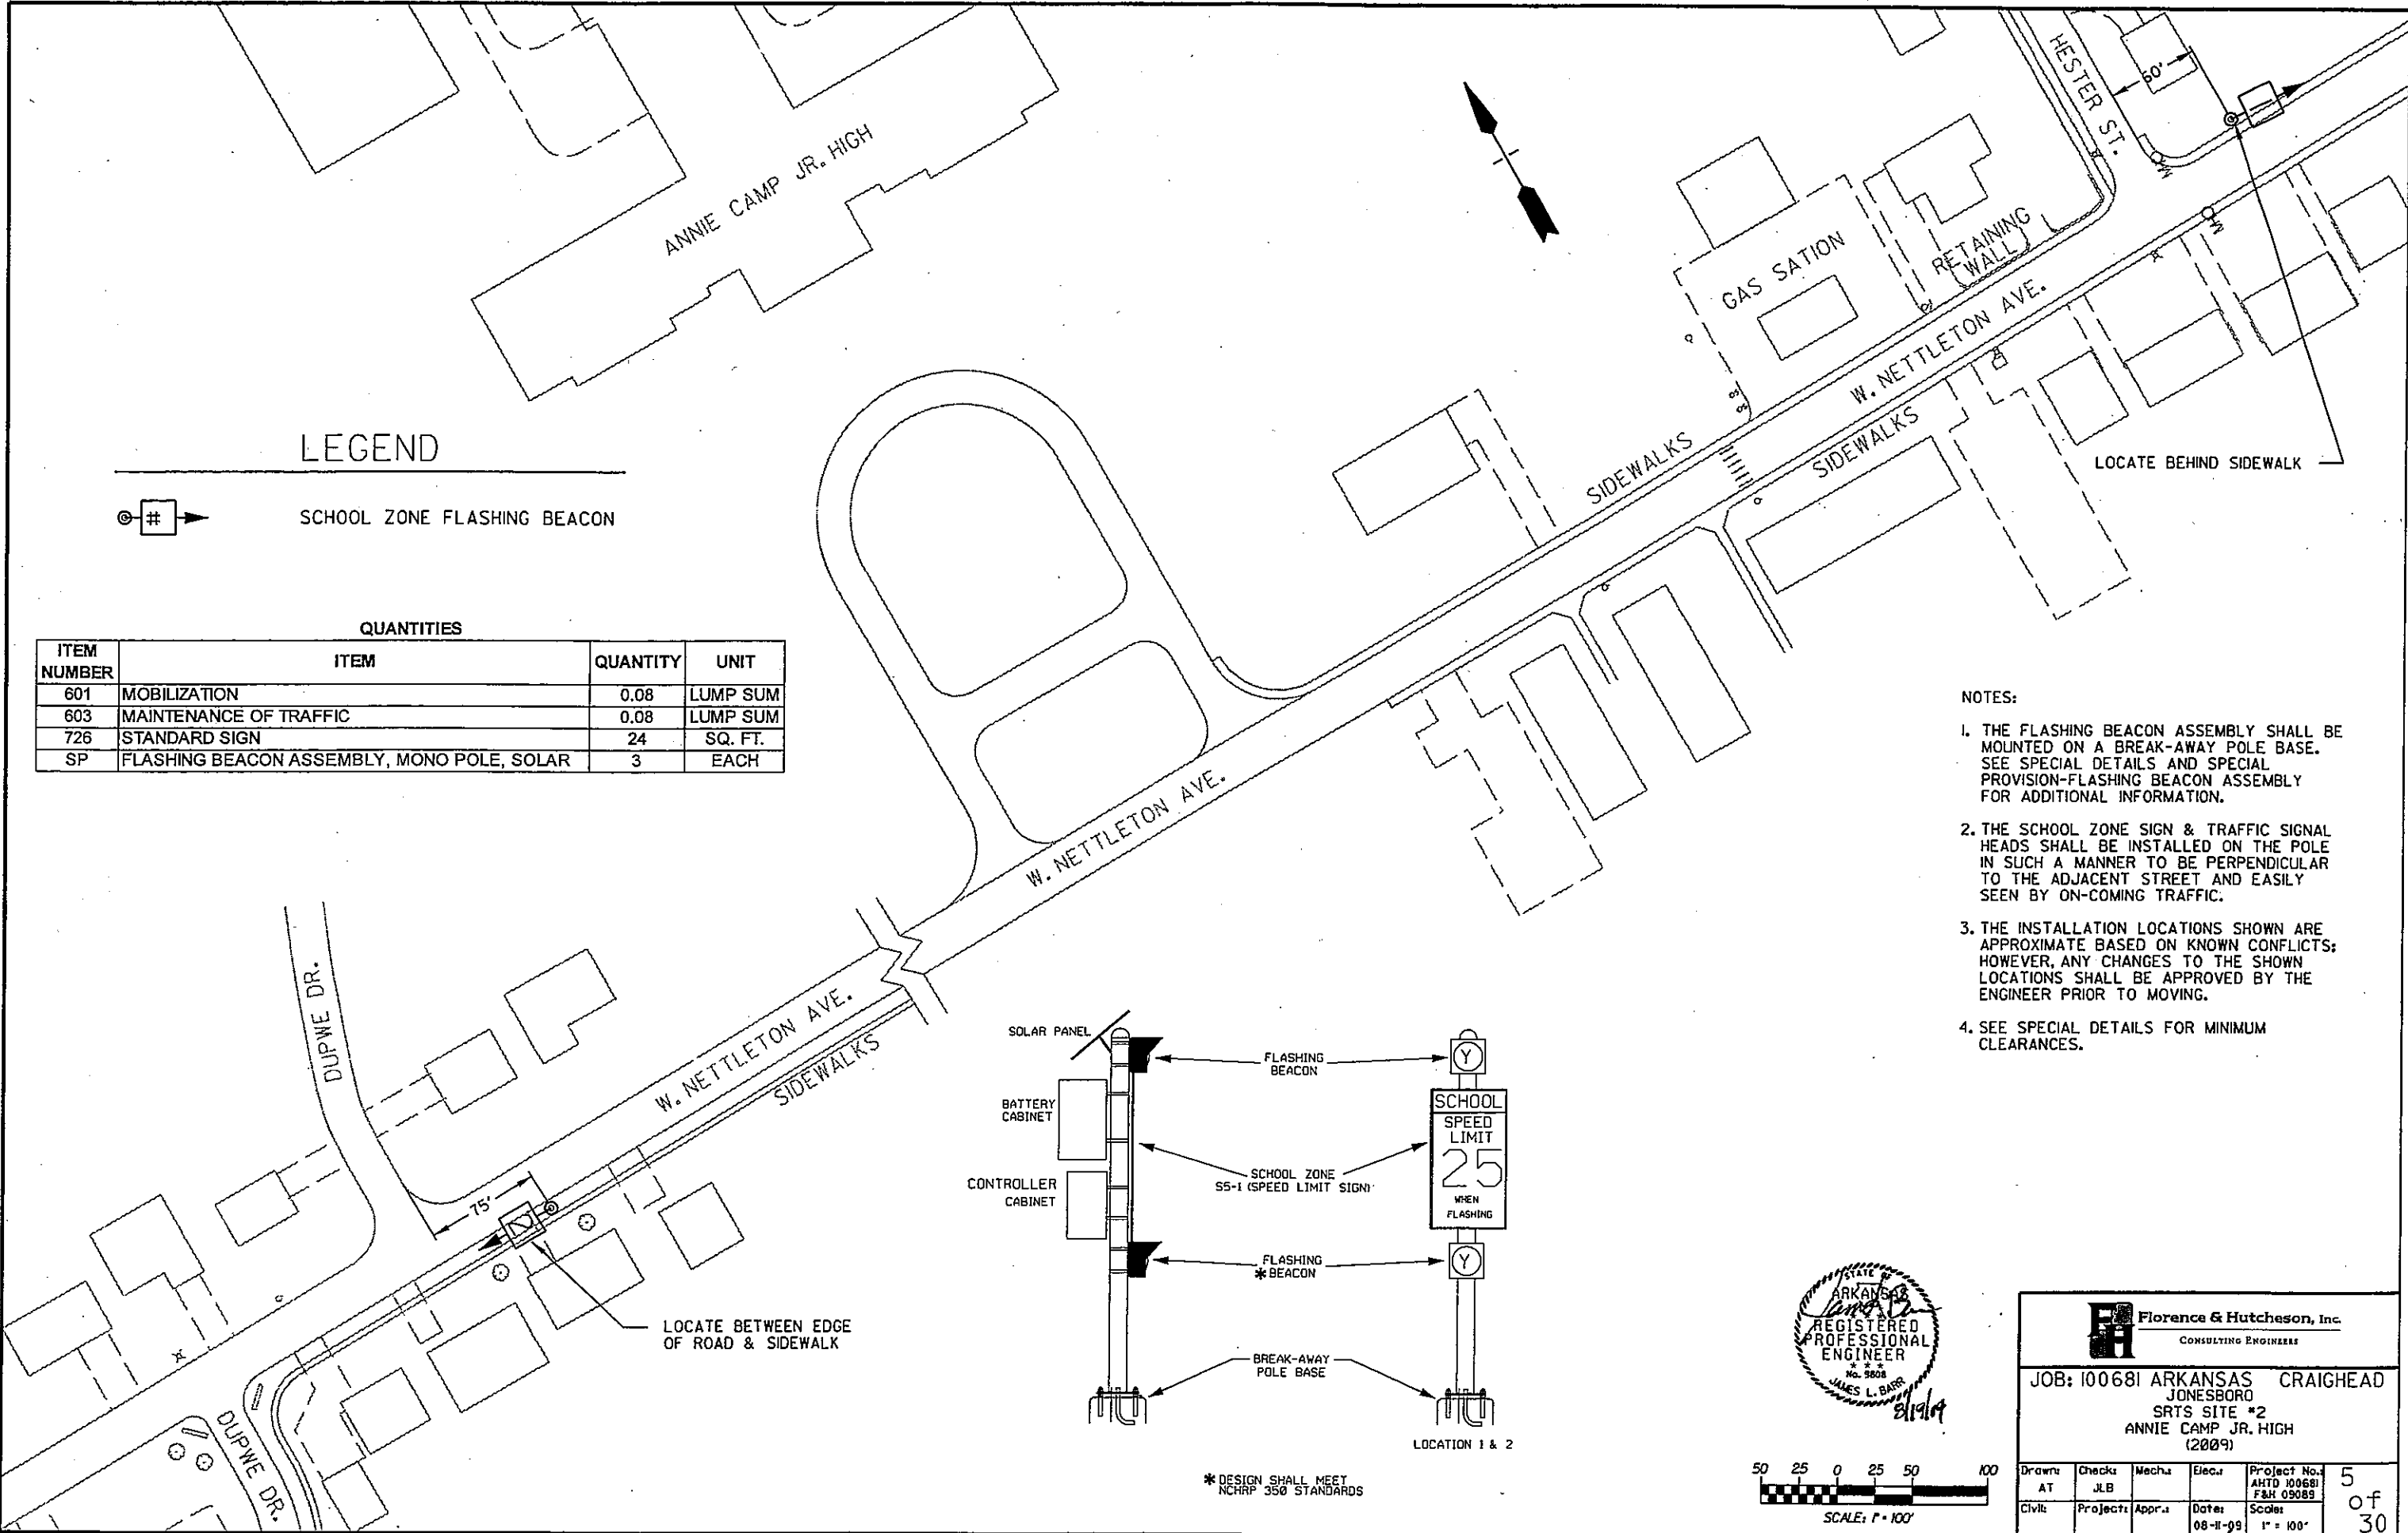 HESTER ST.
60'
ANNIE CAMP JR. HIGH
GAS SATION
RETAINING
WALL
W. NETTLETON AVE.
SIDEWALKS
SIDEWALKS
LOCATE BEHIND SIDEWALK
MH
MH
LEGEND
#
SCHOOL ZONE FLASHING BEACON
QUANTITIES
ITEM NUMBER ITEM QUANTITY UNIT
601 MOBILIZATION 0.08 LUMP SUM
603 MAINTENANCE OF TRAFFIC 0.08 LUMP SUM
726 STANDARD SIGN 24 SQ. FT.
SP FLASHING BEACON ASSEMBLY, MONO POLE, SOLAR 3 EACH
W. NETTLETON AVE.
NOTES:
1. THE FLASHING BEACON ASSEMBLY SHALL BE
MOUNTED ON A BREAK-AWAY POLE BASE.
SEE SPECIAL DETAILS AND SPECIAL
PROVISION-FLASHING BEACON ASSEMBLY
FOR ADDITIONAL INFORMATION.
2. THE SCHOOL ZONE SIGN & TRAFFIC SIGNAL
HEADS SHALL BE INSTALLED ON THE POLE
IN SUCH A MANNER TO BE PERPENDICULAR
TO THE ADJACENT STREET AND EASILY
SEEN BY ON-COMING TRAFFIC.
3. THE INSTALLATION LOCATIONS SHOWN ARE
APPROXIMATE BASED ON KNOWN CONFLICTS;
HOWEVER, ANY CHANGES TO THE SHOWN
LOCATIONS SHALL BE APPROVED BY THE
ENGINEER PRIOR TO MOVING.
4. SEE SPECIAL DETAILS FOR MINIMUM
CLEARANCES.
DUPWE DR.
W. NETTLETON AVE.
SIDEWALKS
75'
2
LOCATE BETWEEN EDGE
OF ROAD & SIDEWALK
DUPWE DR.
SOLAR PANEL
FLASHING
BEACON
Y
BATTERY
CABINET
SCHOOL
SPEED
LIMIT
25
WHEN
FLASHING
SCHOOL ZONE
S5-1 (SPEED LIMIT SIGN)
CONTROLLER
CABINET
FLASHING
* BEACON
Y
BREAK-AWAY
POLE BASE
LOCATION 1 & 2
* DESIGN SHALL MEET
NCHRP 350 STANDARDS
STATE OF
ARKANSAS
REGISTERED
PROFESSIONAL
ENGINEER
* * *
No. 9808
JAMES L. BARR
8/19/09
50 25 0 25 50 100
SCALE: 1" = 100'
FH
Florence & Hutcheson, Inc.
CONSULTING ENGINEERS
JOB: 100681 ARKANSAS CRAIGHEAD
JONESBORO
SRTS SITE #2
ANNIE CAMP JR. HIGH
(2009)
Drawn: AT Check: JLB Mech.: Elec.: Project No.: AHTD 100681 F&H 09089
Civil: Project: Appr.: Date: 08-11-09 Scale: 1" = 100'
5
of
30